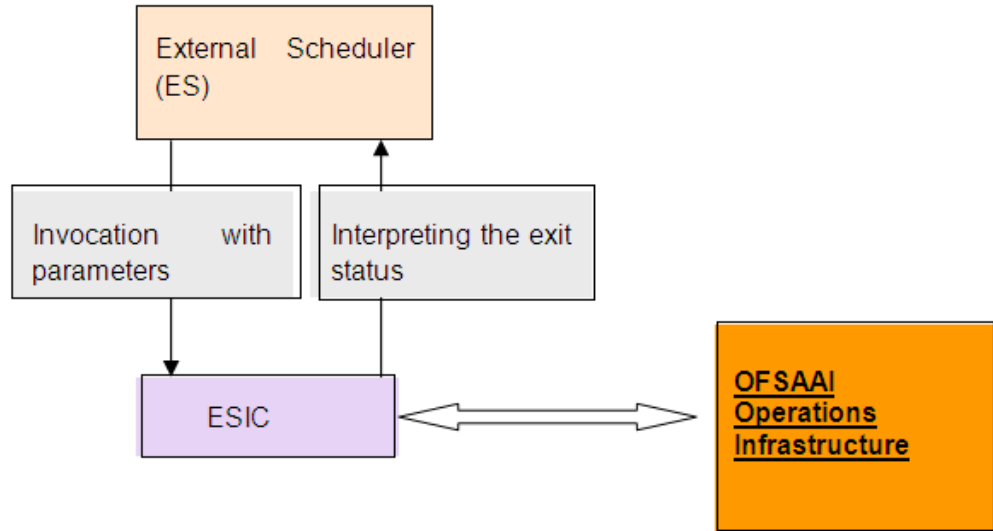 External Scheduler
(ES)
Invocation with
parameters
Interpreting the exit
status
ESIC
OFSAAI
Operations
Infrastructure